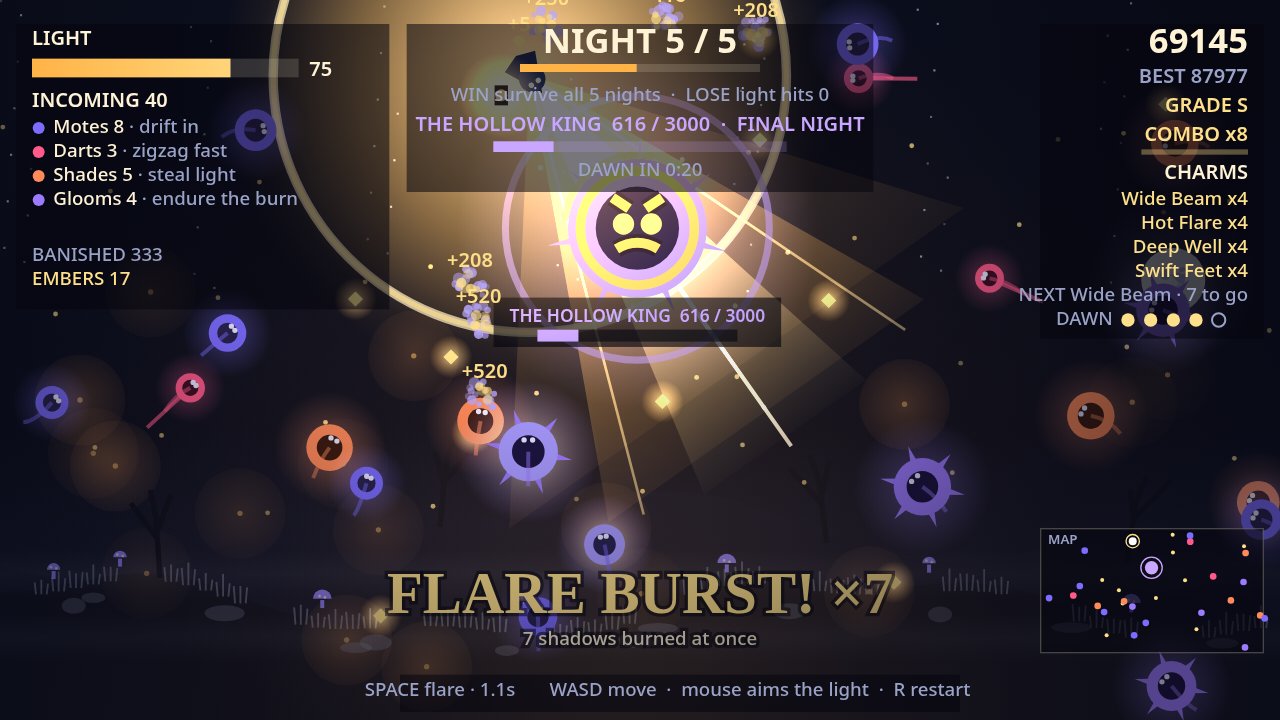 LIGHT
75
INCOMING 40
Motes 8 · drift in
Darts 3 · zigzag fast
Shades 5 · steal light
Glooms 4 · endure the burn
BANISHED 333
EMBERS 17
+208
NIGHT 5 / 5
WIN survive all 5 nights · LOSE light hits 0
THE HOLLOW KING 616 / 3000 · FINAL NIGHT
DAWN IN 0:20
69145
BEST 87977
GRADE S
COMBO x8
CHARMS
Wide Beam x4
Hot Flare x4
Deep Well x4
Swift Feet x4
NEXT Wide Beam · 7 to go
DAWN
+208
+520
THE HOLLOW KING 616 / 3000
+520
MAP
FLARE BURST! ×7
7 shadows burned at once
SPACE flare · 1.1s WASD move · mouse aims the light · R restart